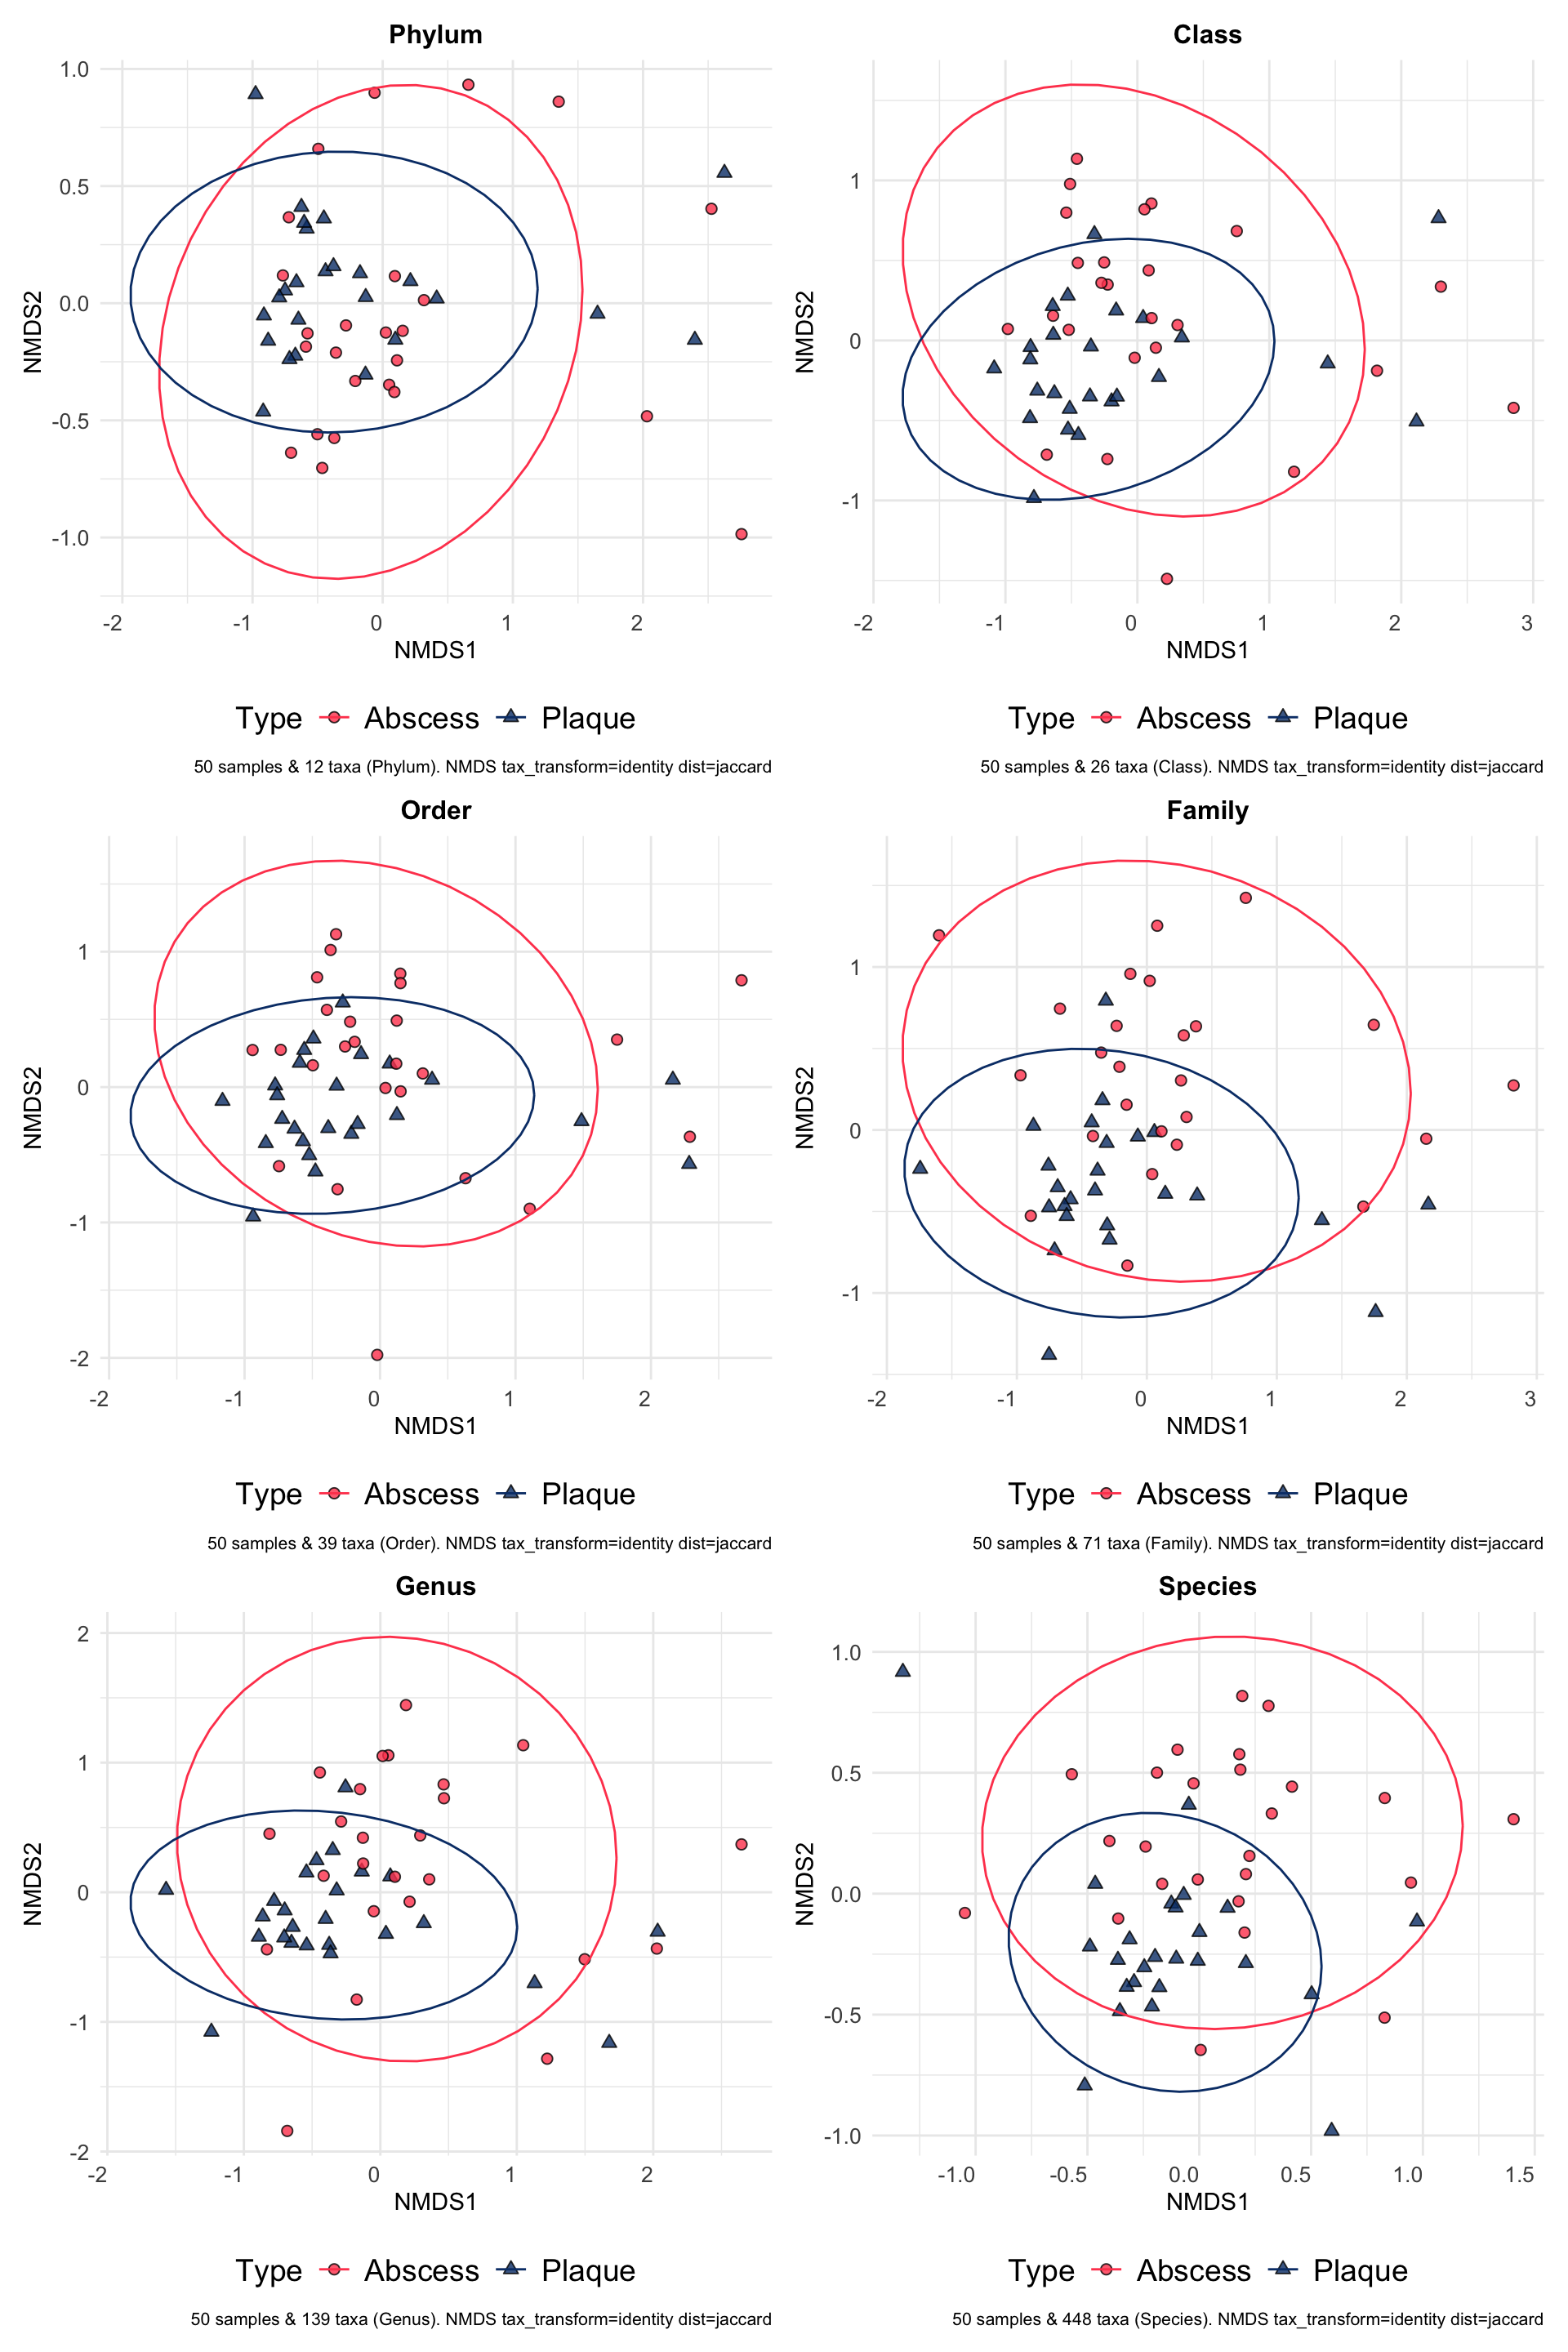 Phylum
1.0
0.5
0.0
-0.5
-1.0
NMDS2
-2 -1 0 1 2
NMDS1
Type Abscess Plaque
50 samples & 12 taxa (Phylum). NMDS tax_transform=identity dist=jaccard
Class
1
0
-1
NMDS2
-2 -1 0 1 2 3
NMDS1
Type Abscess Plaque
50 samples & 26 taxa (Class). NMDS tax_transform=identity dist=jaccard
Order
1
0
-1
-2
NMDS2
-2 -1 0 1 2
NMDS1
Type Abscess Plaque
50 samples & 39 taxa (Order). NMDS tax_transform=identity dist=jaccard
Family
1
0
-1
NMDS2
-2 -1 0 1 2 3
NMDS1
Type Abscess Plaque
50 samples & 71 taxa (Family). NMDS tax_transform=identity dist=jaccard
Genus
2
1
0
-1
-2
NMDS2
-2 -1 0 1 2
NMDS1
Type Abscess Plaque
50 samples & 139 taxa (Genus). NMDS tax_transform=identity dist=jaccard
Species
1.0
0.5
0.0
-0.5
-1.0
NMDS2
-1.0 -0.5 0.0 0.5 1.0 1.5
NMDS1
Type Abscess Plaque
50 samples & 448 taxa (Species). NMDS tax_transform=identity dist=jaccard